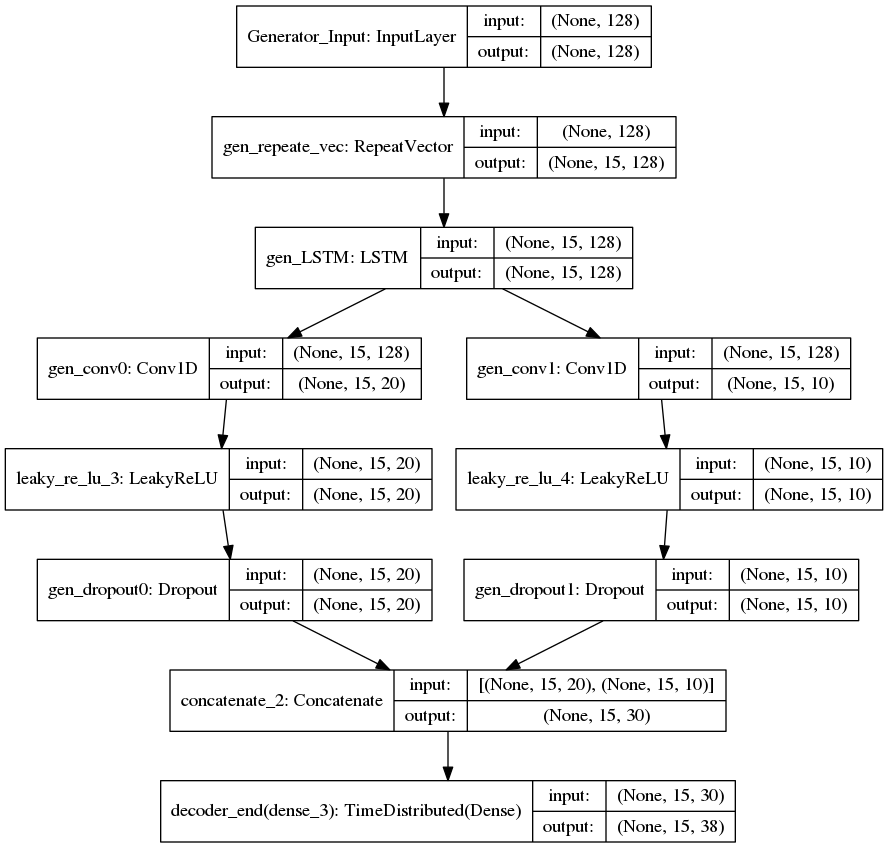 Generator_Input: InputLayer
input: (None, 128)
output: (None, 128)
gen_repeate_vec: RepeatVector
input: (None, 128)
output: (None, 15, 128)
gen_LSTM: LSTM
input: (None, 15, 128)
output: (None, 15, 128)
gen_conv0: Conv1D
input: (None, 15, 128)
output: (None, 15, 20)
gen_conv1: Conv1D
input: (None, 15, 128)
output: (None, 15, 10)
leaky_re_lu_3: LeakyReLU
input: (None, 15, 20)
output: (None, 15, 20)
leaky_re_lu_4: LeakyReLU
input: (None, 15, 10)
output: (None, 15, 10)
gen_dropout0: Dropout
input: (None, 15, 20)
output: (None, 15, 20)
gen_dropout1: Dropout
input: (None, 15, 10)
output: (None, 15, 10)
concatenate_2: Concatenate
input: [(None, 15, 20), (None, 15, 10)]
output: (None, 15, 30)
decoder_end(dense_3): TimeDistributed(Dense)
input: (None, 15, 30)
output: (None, 15, 38)